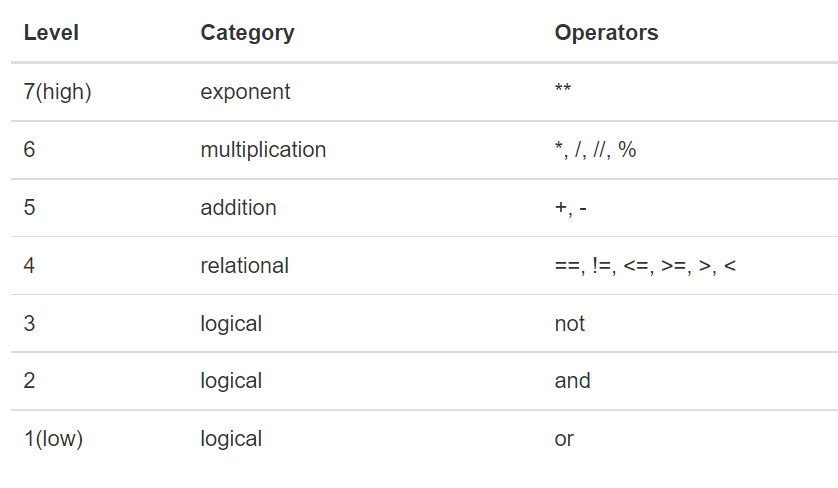 Level Category Operators
7(high) exponent **
6 multiplication *, /, //, %
5 addition +, -
4 relational ==, !=, <=, >=, >, <
3 logical not
2 logical and
1(low) logical or